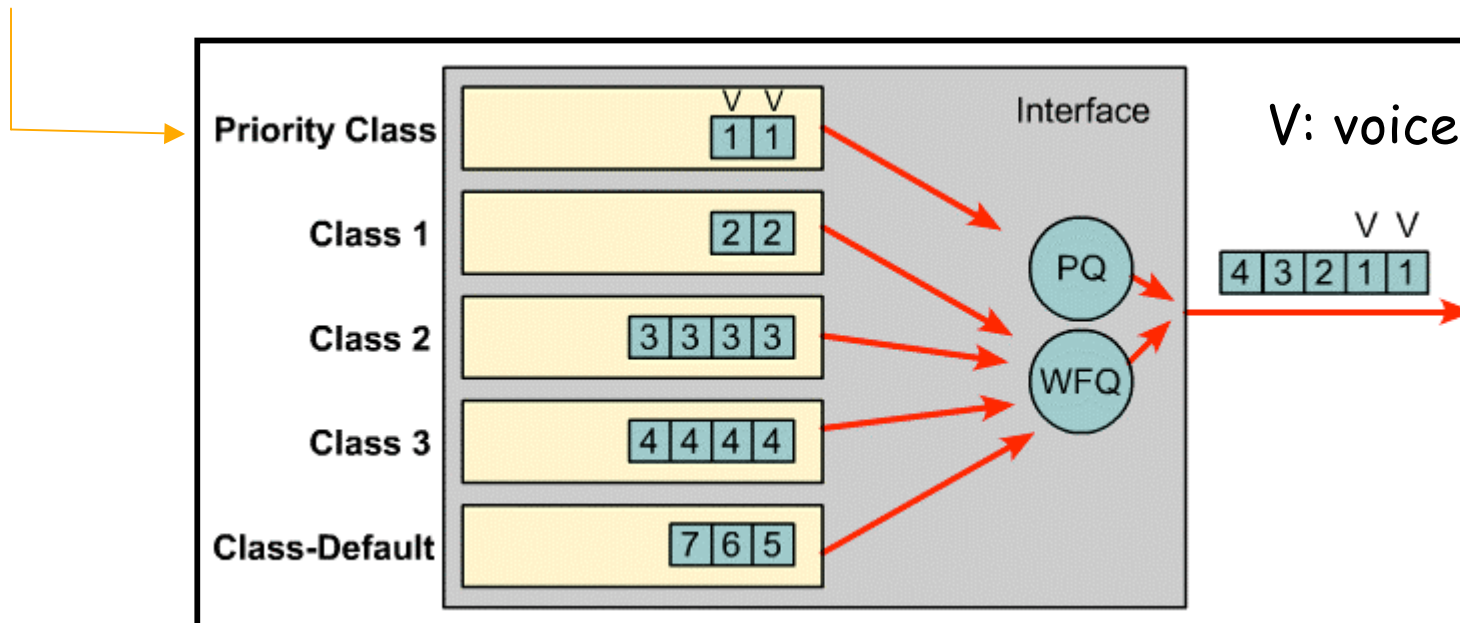 V V
Priority Class 1 1 Interface V: voice
Class 1 2 2 V V
PQ 4 3 2 1 1
Class 2 3 3 3 3
WFQ
Class 3 4 4 4 4
Class-Default 7 6 5